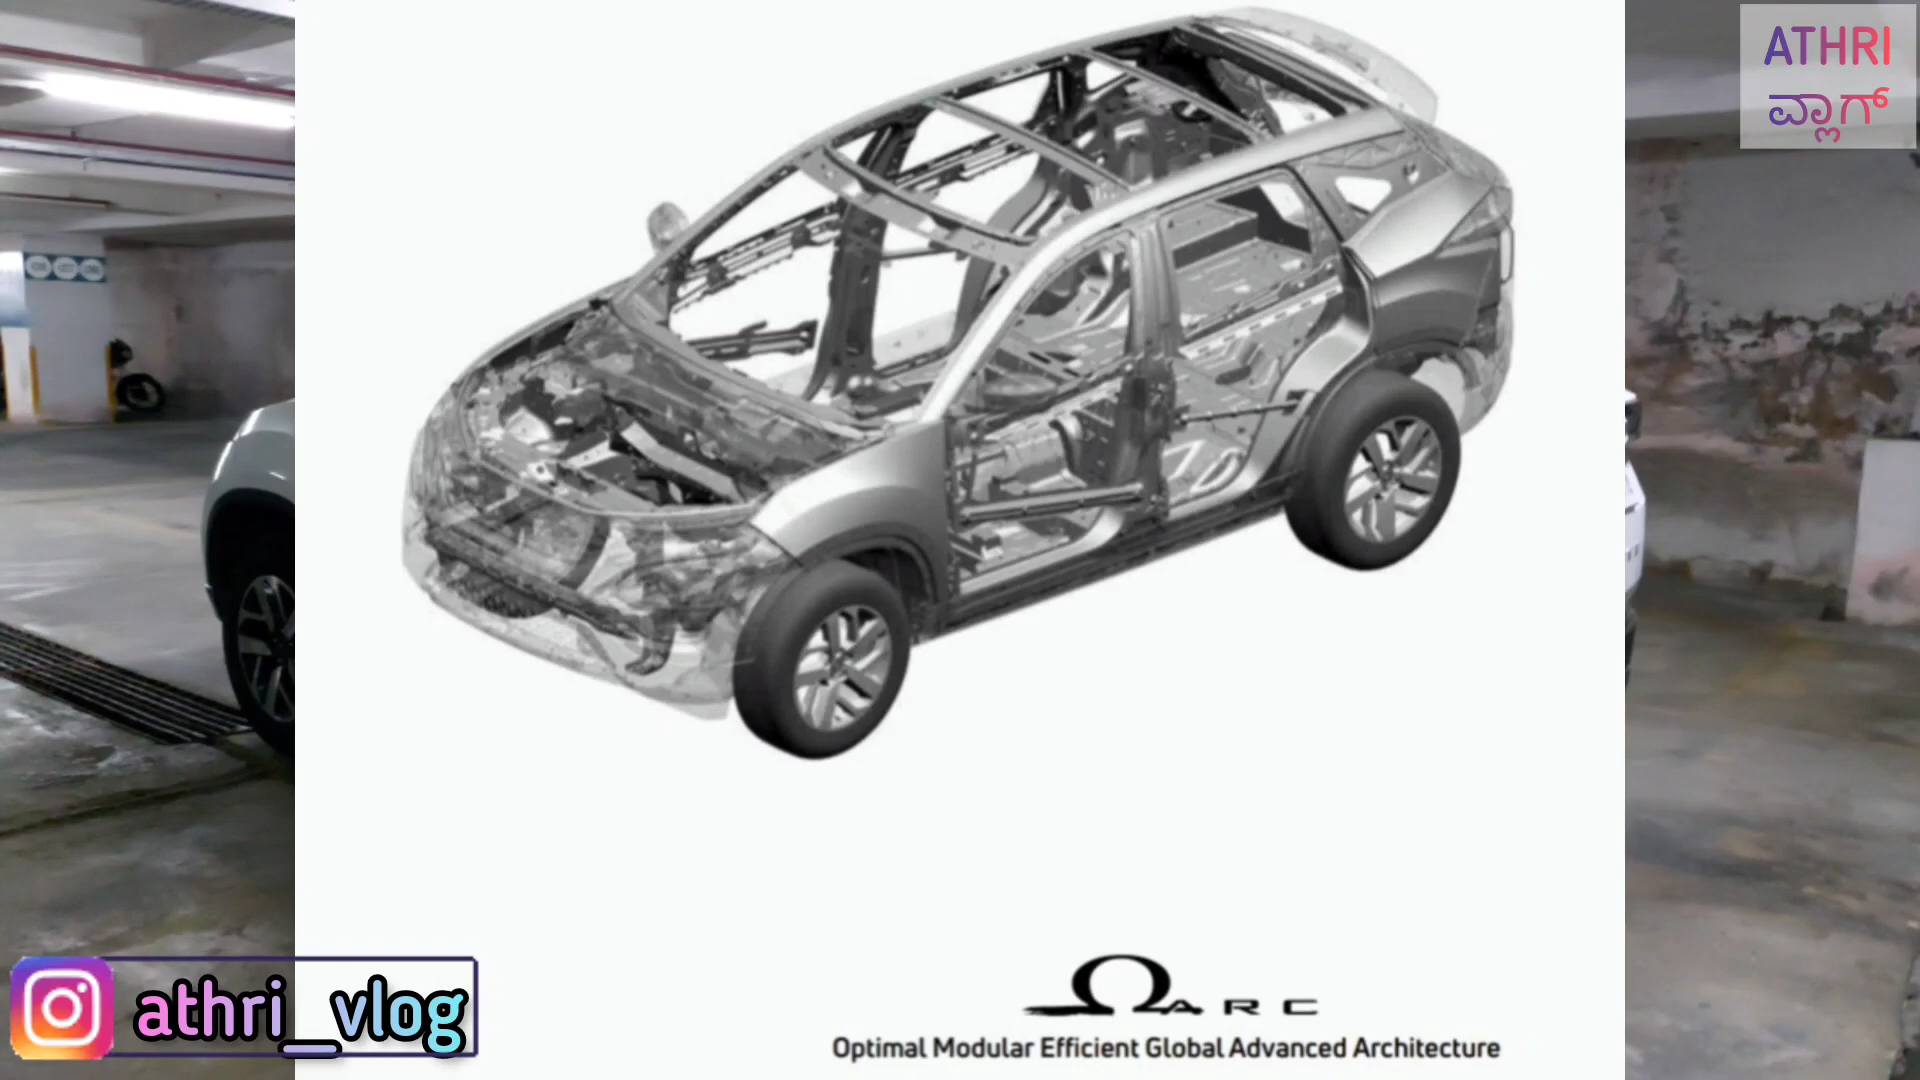 ATHRI
ವ್ಲಾಗ್
ΩARC
Optimal Modular Efficient Global Advanced Architecture
athri_vlog